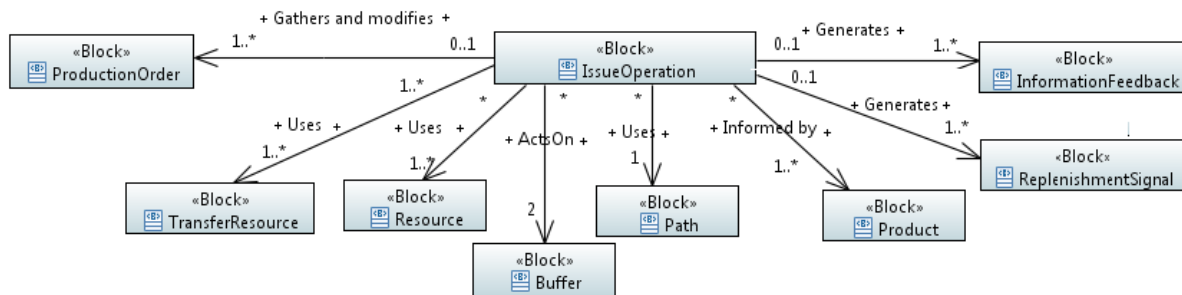 + Gathers and modifies +
1..*
0..1
«Block»
ProductionOrder
«Block»
IssueOperation
+ Generates +
0..1
1..*
«Block»
InformationFeedback
0..1
+ Generates +
1..*
«Block»
ReplenishmentSignal
1..*
+ Uses +
1..*
«Block»
TransferResource
*
+ Uses +
1..*
«Block»
Resource
*
+ ActsOn +
2
«Block»
Buffer
*
+ Uses +
1
«Block»
Path
*
+ Informed by +
1..*
«Block»
Product